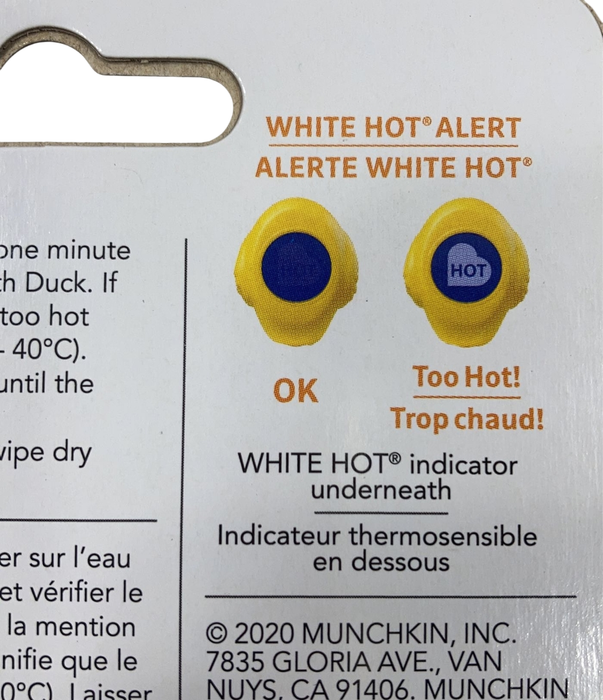 WHITE HOT® ALERT
ALERTE WHITE HOT®
HOT
HOT
OK
Too Hot!
Trop chaud!
WHITE HOT® indicator
underneath
Indicateur thermosensible
en dessous
© 2020 MUNCHKIN, INC.
7835 GLORIA AVE., VAN
NUYS, CA 91406. MUNCHKIN
one minute
Duck. If
too hot
40°C).
until the
wipe dry
sur l'eau
et vérifier le
la mention
que le
Laisser